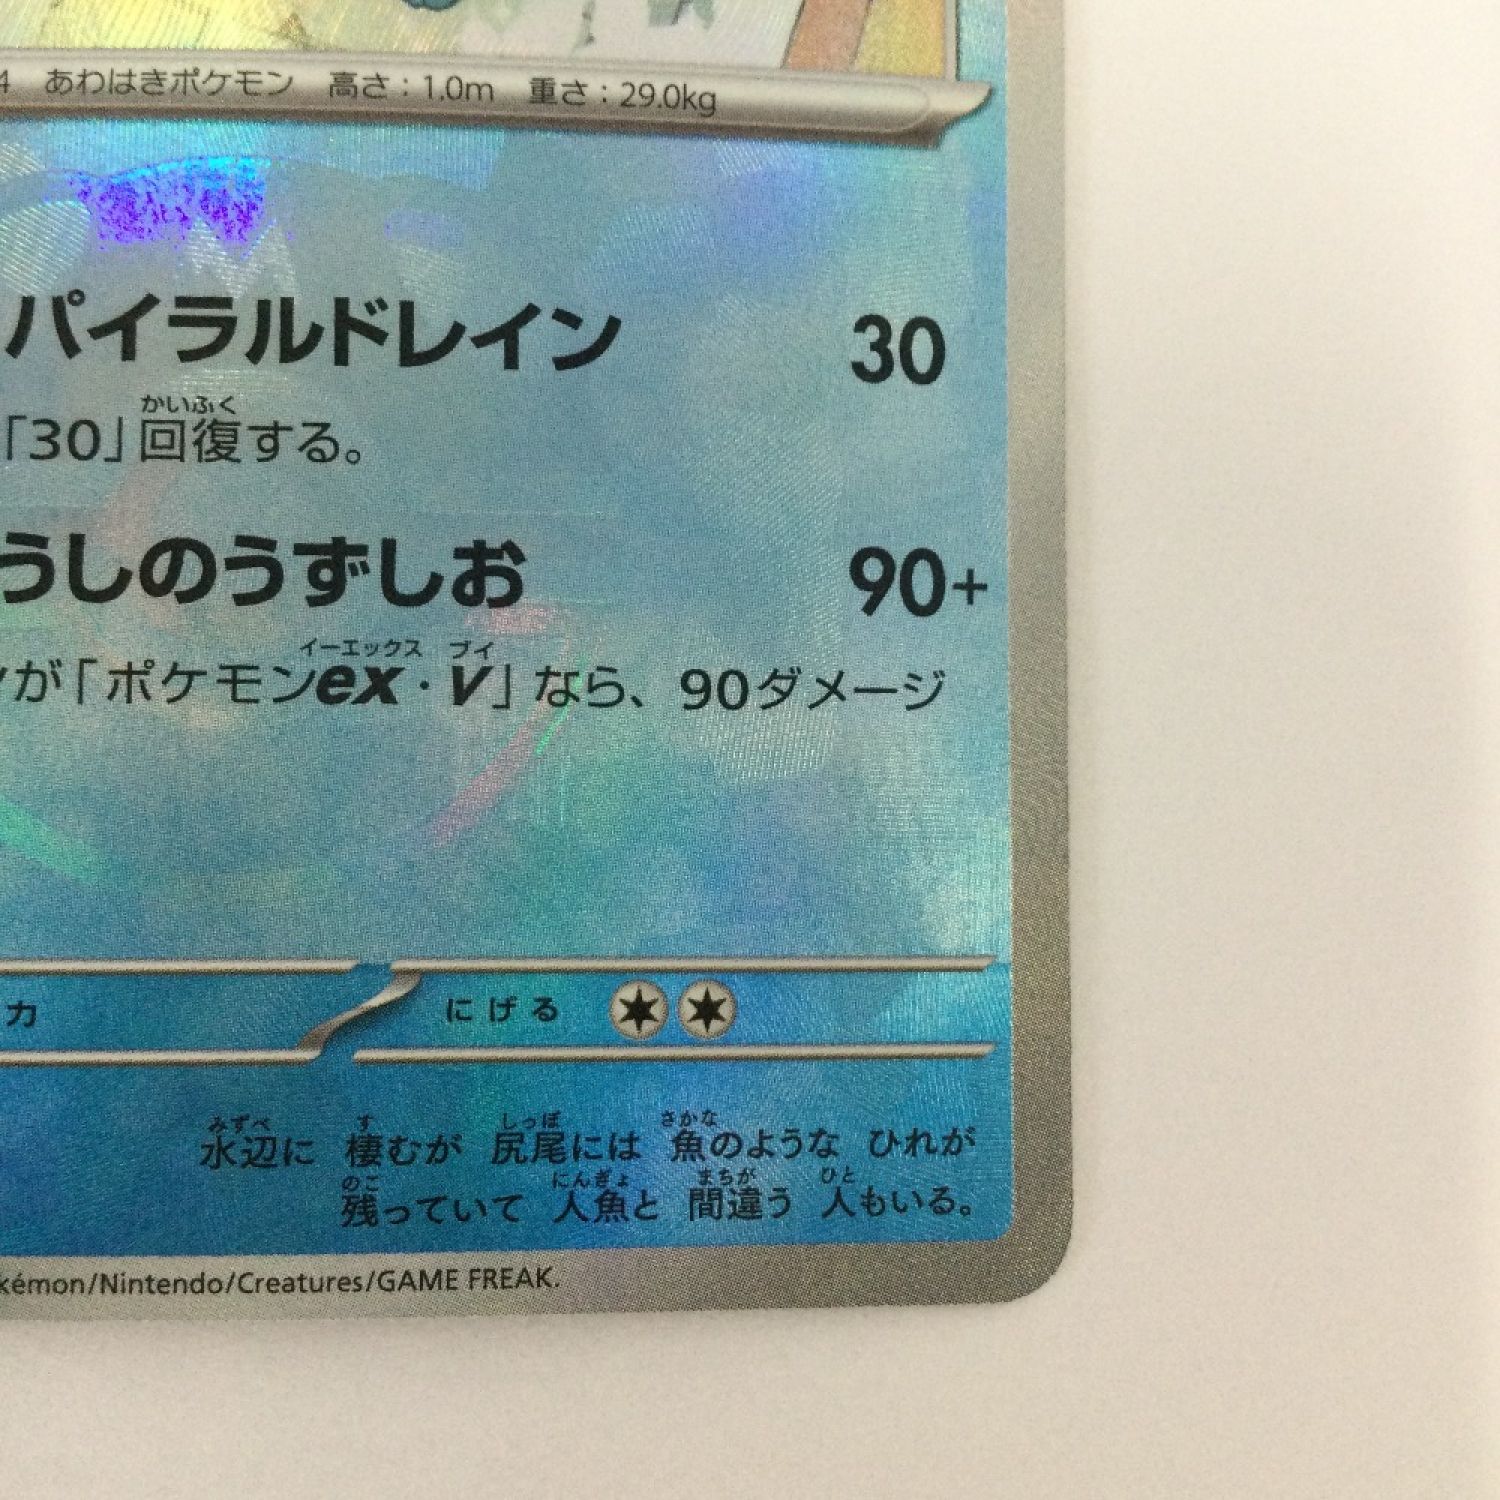 4 あわはきポケモン 高さ：1.0m 重さ：29.0kg
パイラルドレイン 30
かいふく
「30」回復する。
うしのうずしお 90+
イーエックス ブイ
が「ポケモンex・V」なら、90ダメージ
力 にげる
みずべ す しっぽ さかな
水辺に 棲むが 尻尾には 魚のような ひれが
のこ にんぎょ まちが ひと
残っていて 人魚と 間違う 人もいる。
kémon/Nintendo/Creatures/GAME FREAK.